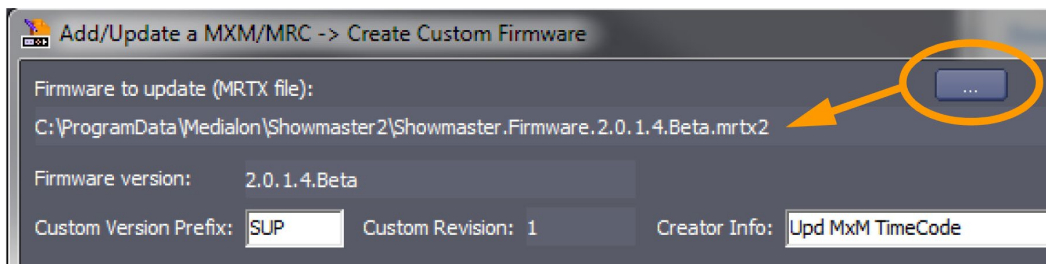 Add/Update a MXM/MRC -> Create Custom Firmware
Firmware to update (MRTX file):
...
C:\ProgramData\Medialon\Showmaster2\Showmaster.Firmware.2.0.1.4.Beta.mrtx2
Firmware version: 2.0.1.4.Beta
Custom Version Prefix: SUP Custom Revision: 1 Creator Info: Upd MxM TimeCode